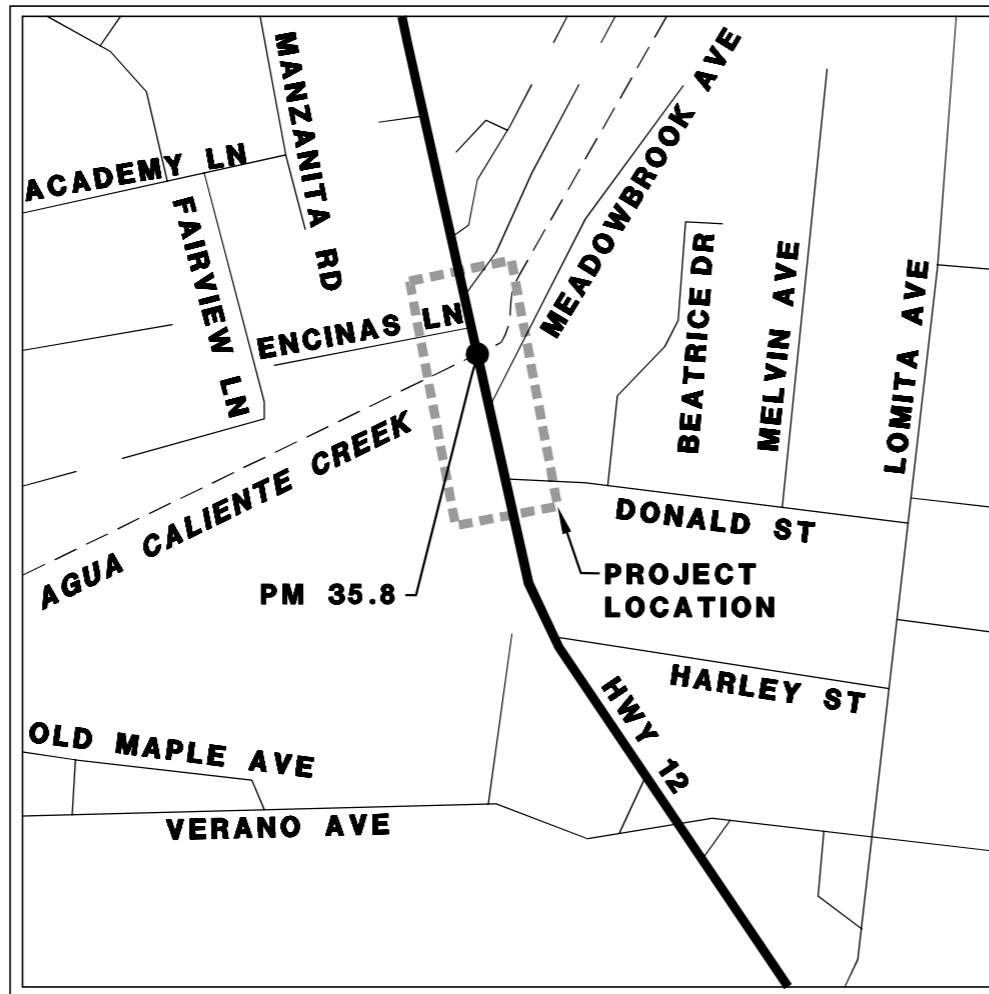 MANZANITA RD
MEADOWBROOK AVE
ACADEMY LN
FAIRVIEW LN
ENCINAS LN
BEATRICE DR
MELVIN AVE
LOMITA AVE
AGUA CALIENTE CREEK
DONALD ST
PM 35.8
PROJECT
LOCATION
HARLEY ST
HWY 12
OLD MAPLE AVE
VERANO AVE